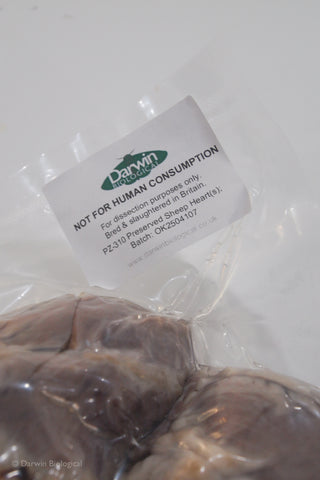 Darwin
BIOLOGICAL
NOT FOR HUMAN CONSUMPTION
For dissection purposes only.
Bred & slaughtered in Britain.
PZ-310 Preserved Sheep Heart(s).
Batch: OK2504107
www.darwinbiological.co.uk
© Darwin Biological